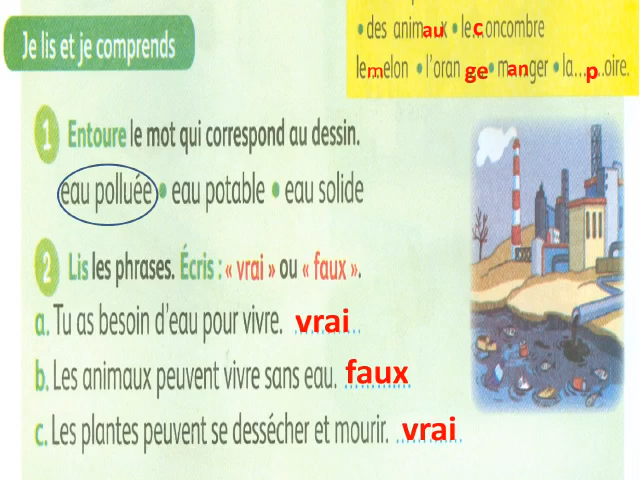 • des animaux • le concombre
le melon • l'oran ge • manger • la...p..oire.
Je lis et je comprends
1 Entoure le mot qui correspond au dessin.
eau polluée • eau potable • eau solide
2 Lis les phrases. Écris : « vrai » ou « faux ».
a. Tu as besoin d'eau pour vivre. vrai
b. Les animaux peuvent vivre sans eau. faux
c. Les plantes peuvent se dessécher et mourir. vrai